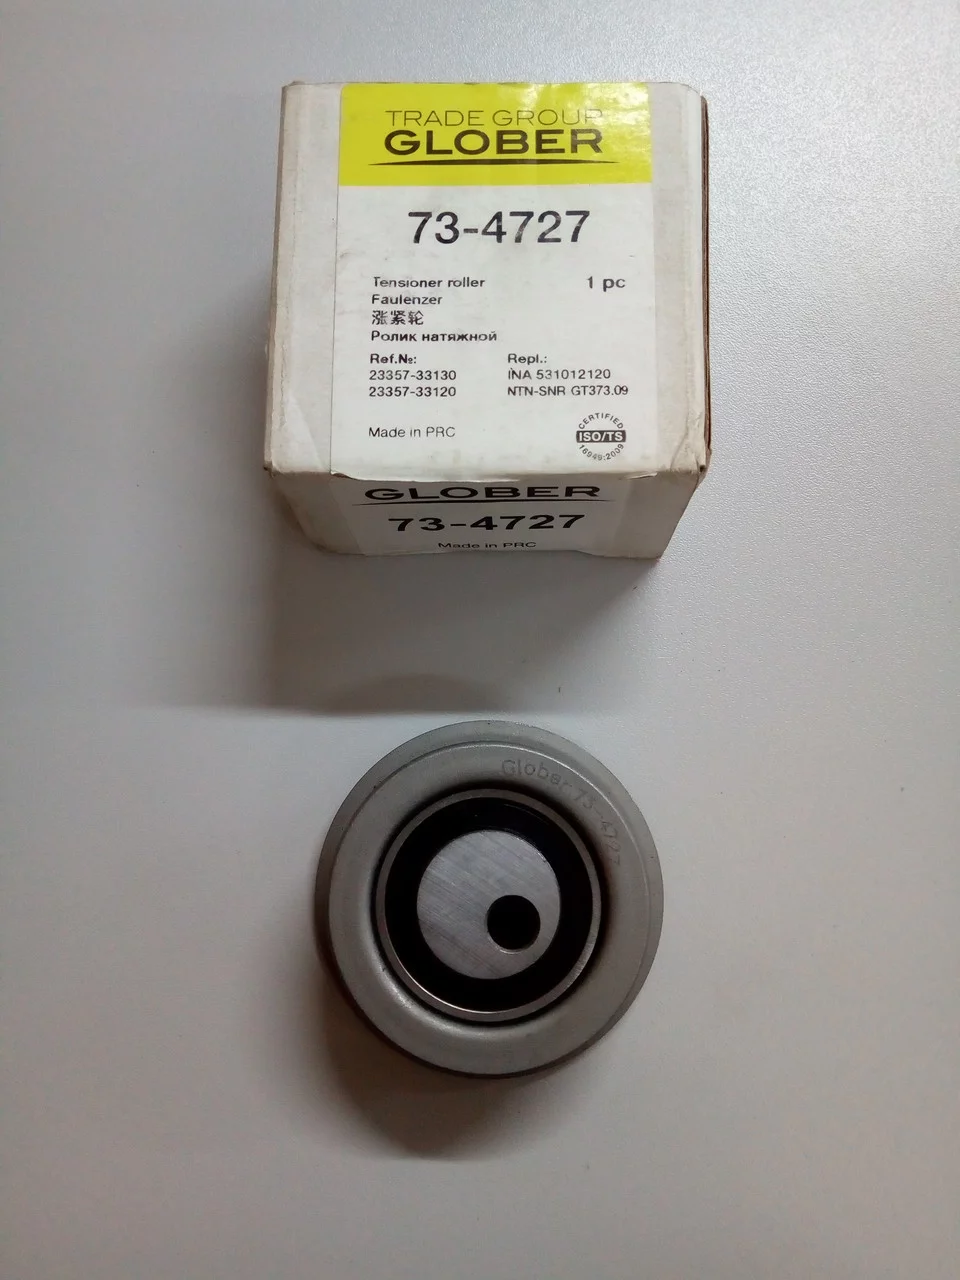 TRADE GROUP
GLOBER
73-4727
Tensioner roller 1 pc
Faulenzer
涨紧轮
Ролик натяжной
Ref.№: Repl.:
23357-33130 INA 531012120
23357-33120 NTN-SNR GT373.09
Made in PRC
CERTIFIED
ISO/TS
16949:2009
GLOBER
73-4727
Made in PRC
Glober 73-4727